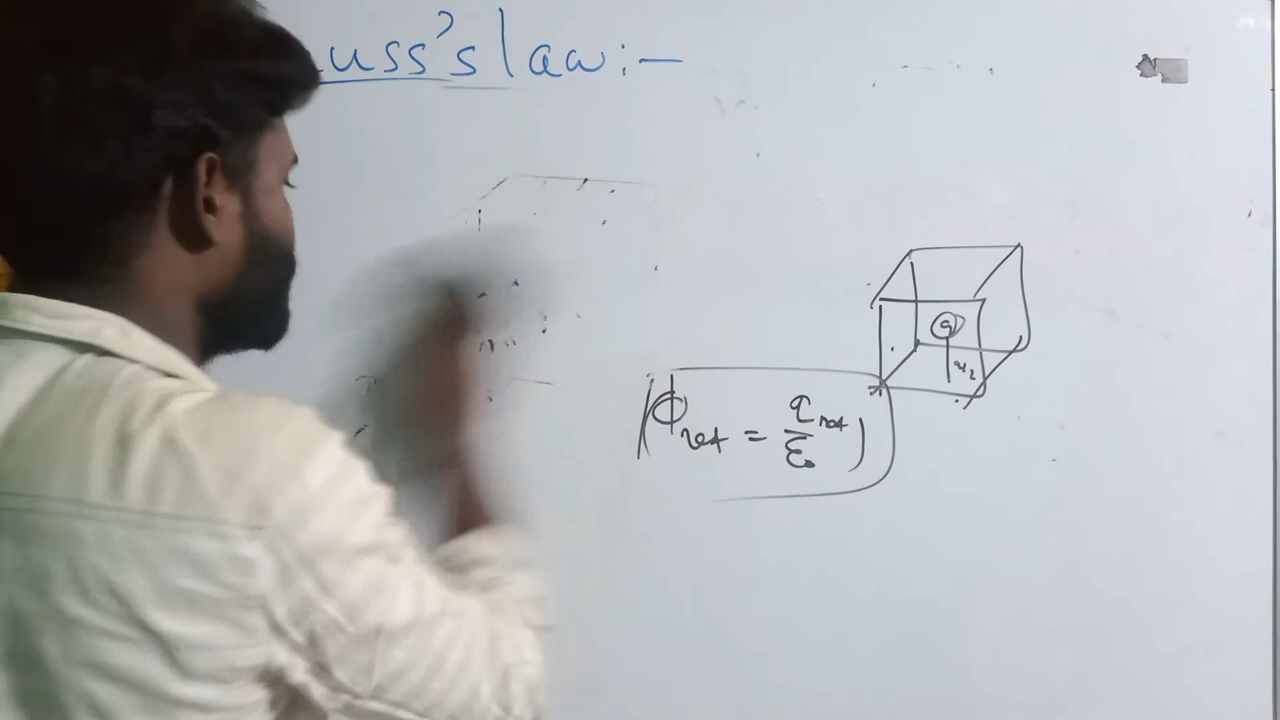 uss's law :-
q
Φnet = qnet / ε₀